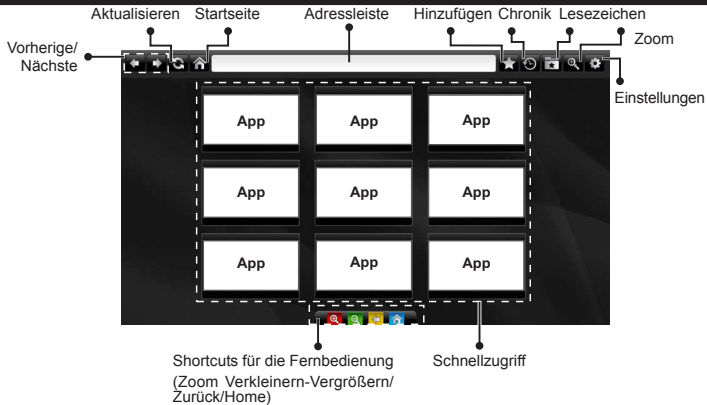 Aktualisieren Startseite Adressleiste Hinzufügen Chronik Lesezeichen
Zoom
Vorherige/
Nächste
Einstellungen
App App App
App App App
App App App
Shortcuts für die Fernbedienung
(Zoom Verkleinern-Vergrößern/
Zurück/Home)
Schnellzugriff